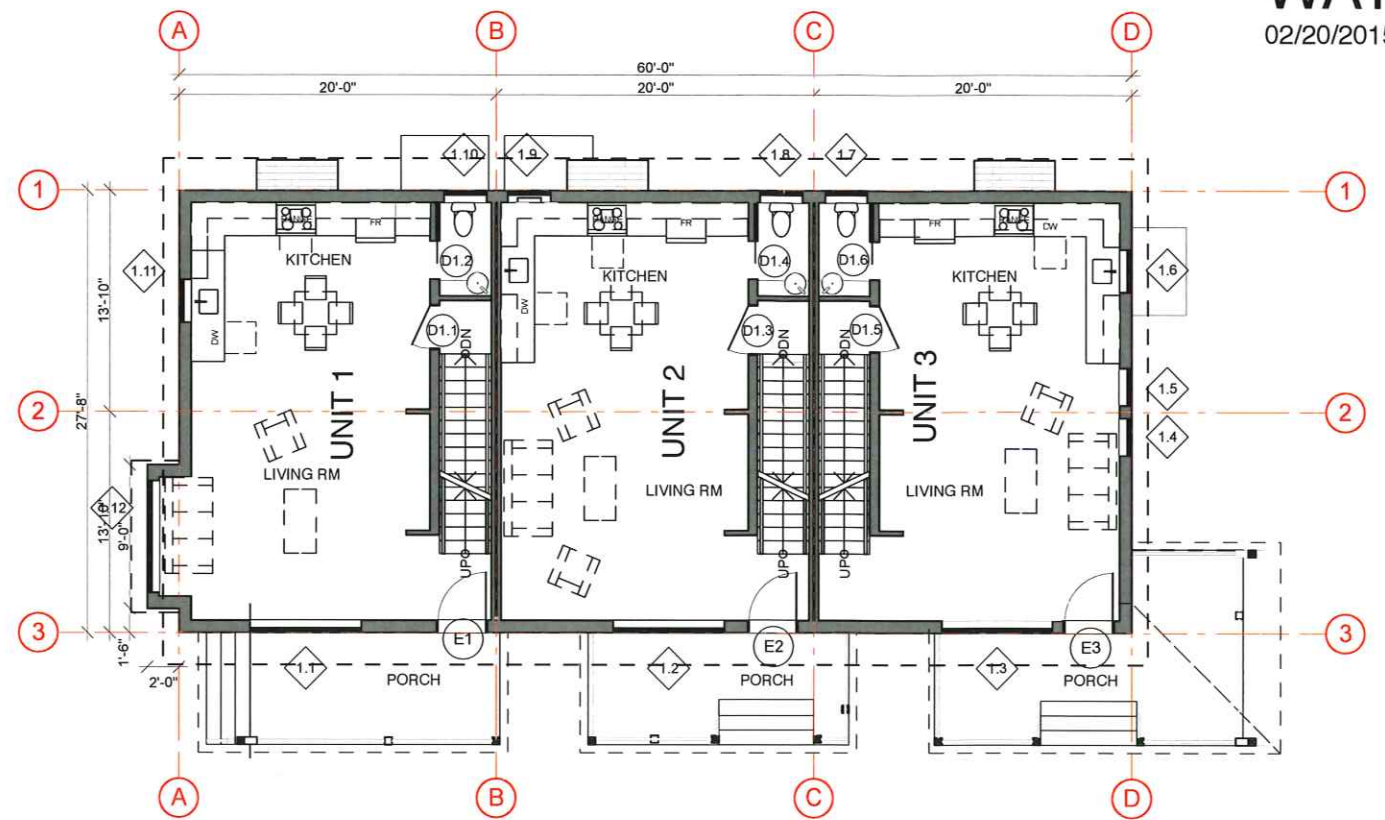 WAT
02/20/2015
A
B
C
D
60'-0"
20'-0"
20'-0"
20'-0"
1.10
1.9
1.8
1.7
1
1
FR
FR
FR
DW
KITCHEN
KITCHEN
KITCHEN
D1.2
D1.4
D1.6
1.11
1.6
13'-10"
DW
DW
D1.1
D1.3
D1.5
DN
DN
DN
UNIT 1
UNIT 2
UNIT 3
1.5
2
2
27'-8"
1.4
LIVING RM
LIVING RM
LIVING RM
13'-10"
9'-0"
UP
UP
UP
3
3
E1
E2
E3
1'-6"
2'-0"
1.1
1.2
1.3
PORCH
PORCH
PORCH
A
B
C
D